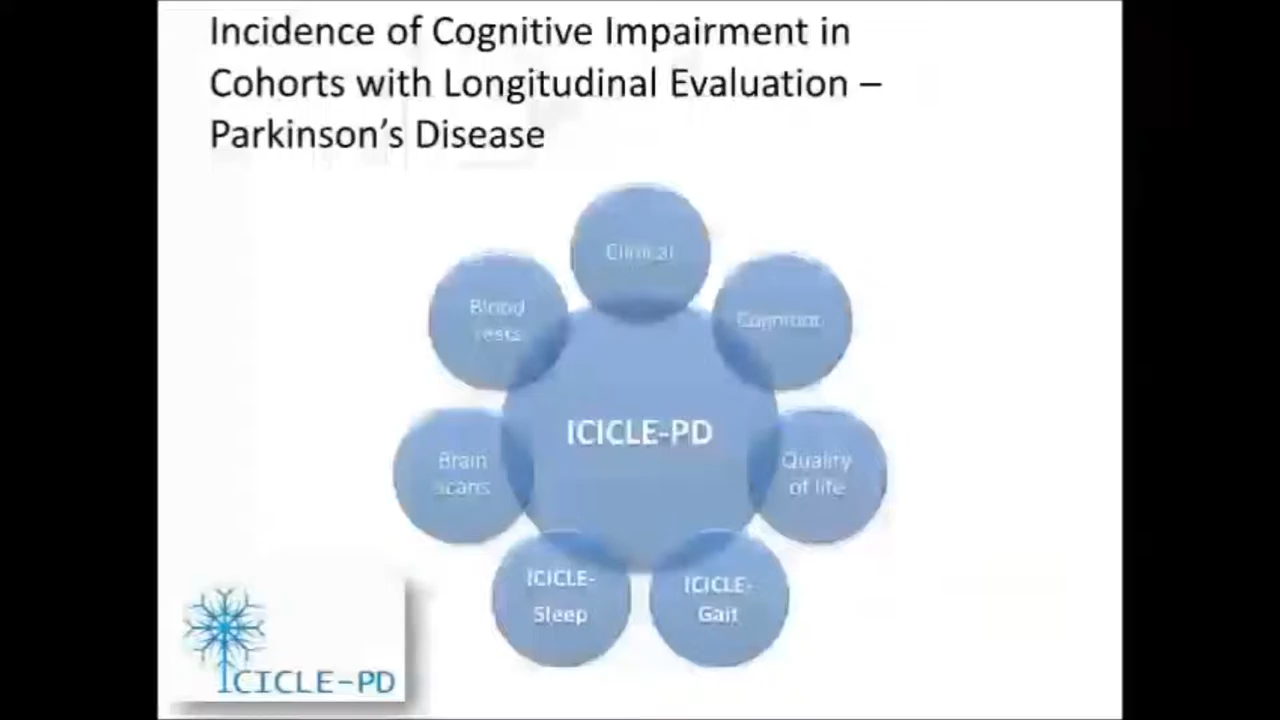 Incidence of Cognitive Impairment in
Cohorts with Longitudinal Evaluation –
Parkinson's Disease
Clinical
Blood
Tests
Cognition
ICICLE-PD
Brain
scans
Quality
of life
ICICLE-
Sleep
ICICLE-
Gait
ICICLE-PD